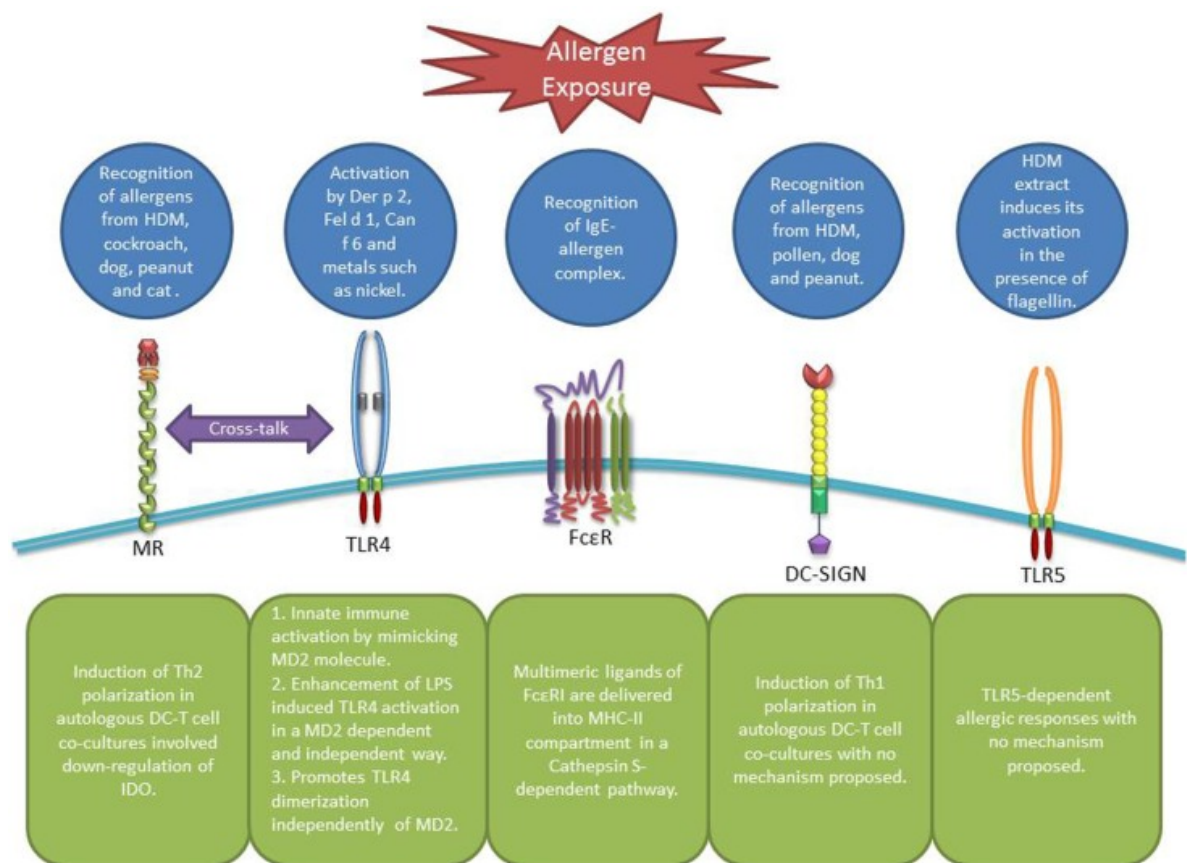 Allergen
Exposure
Recognition
of allergens
from HDM,
cockroach,
dog, peanut
and cat .
Activation
by Der p 2,
Fel d 1, Can
f 6 and
metals such
as nickel.
Recognition
of IgE-
allergen
complex.
Recognition
of allergens
from HDM,
pollen, dog
and peanut.
HDM
extract
induces its
activation
in the
presence of
flagellin.
Cross-talk
MR
TLR4
FcεR
DC-SIGN
TLR5
Induction of Th2
polarization in
autologous DC-T cell
co-cultures involved
down-regulation of
IDO.
1. Innate immune
activation by mimicking
MD2 molecule.
2. Enhancement of LPS
induced TLR4 activation
in a MD2 dependent
and independent way.
3. Promotes TLR4
dimerization
independently of MD2.
Multimeric ligands of
FcεRI are delivered
into MHC-II
compartment in a
Cathepsin S-
dependent pathway.
Induction of Th1
polarization in
autologous DC-T cell
co-cultures with no
mechanism proposed.
TLR5-dependent
allergic responses with
no mechanism
proposed.